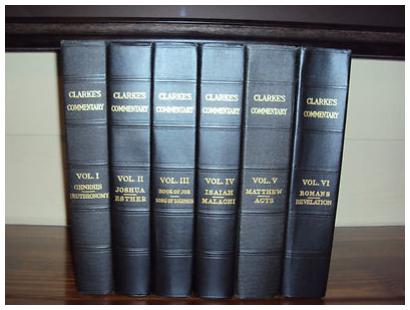 CLARKE'S
COMMENTARY
VOL. I
GENESIS
DEUTERONOMY
CLARKE'S
COMMENTARY
VOL. II
JOSHUA
ESTHER
CLARKE'S
COMMENTARY
VOL. III
BOOK OF JOB
SONG OF SOLOMON
CLARKE'S
COMMENTARY
VOL. IV
ISAIAH
MALACHI
CLARKE'S
COMMENTARY
VOL. V
MATTHEW
ACTS
CLARKE'S
COMMENTARY
VOL. VI
ROMANS
REVELATION